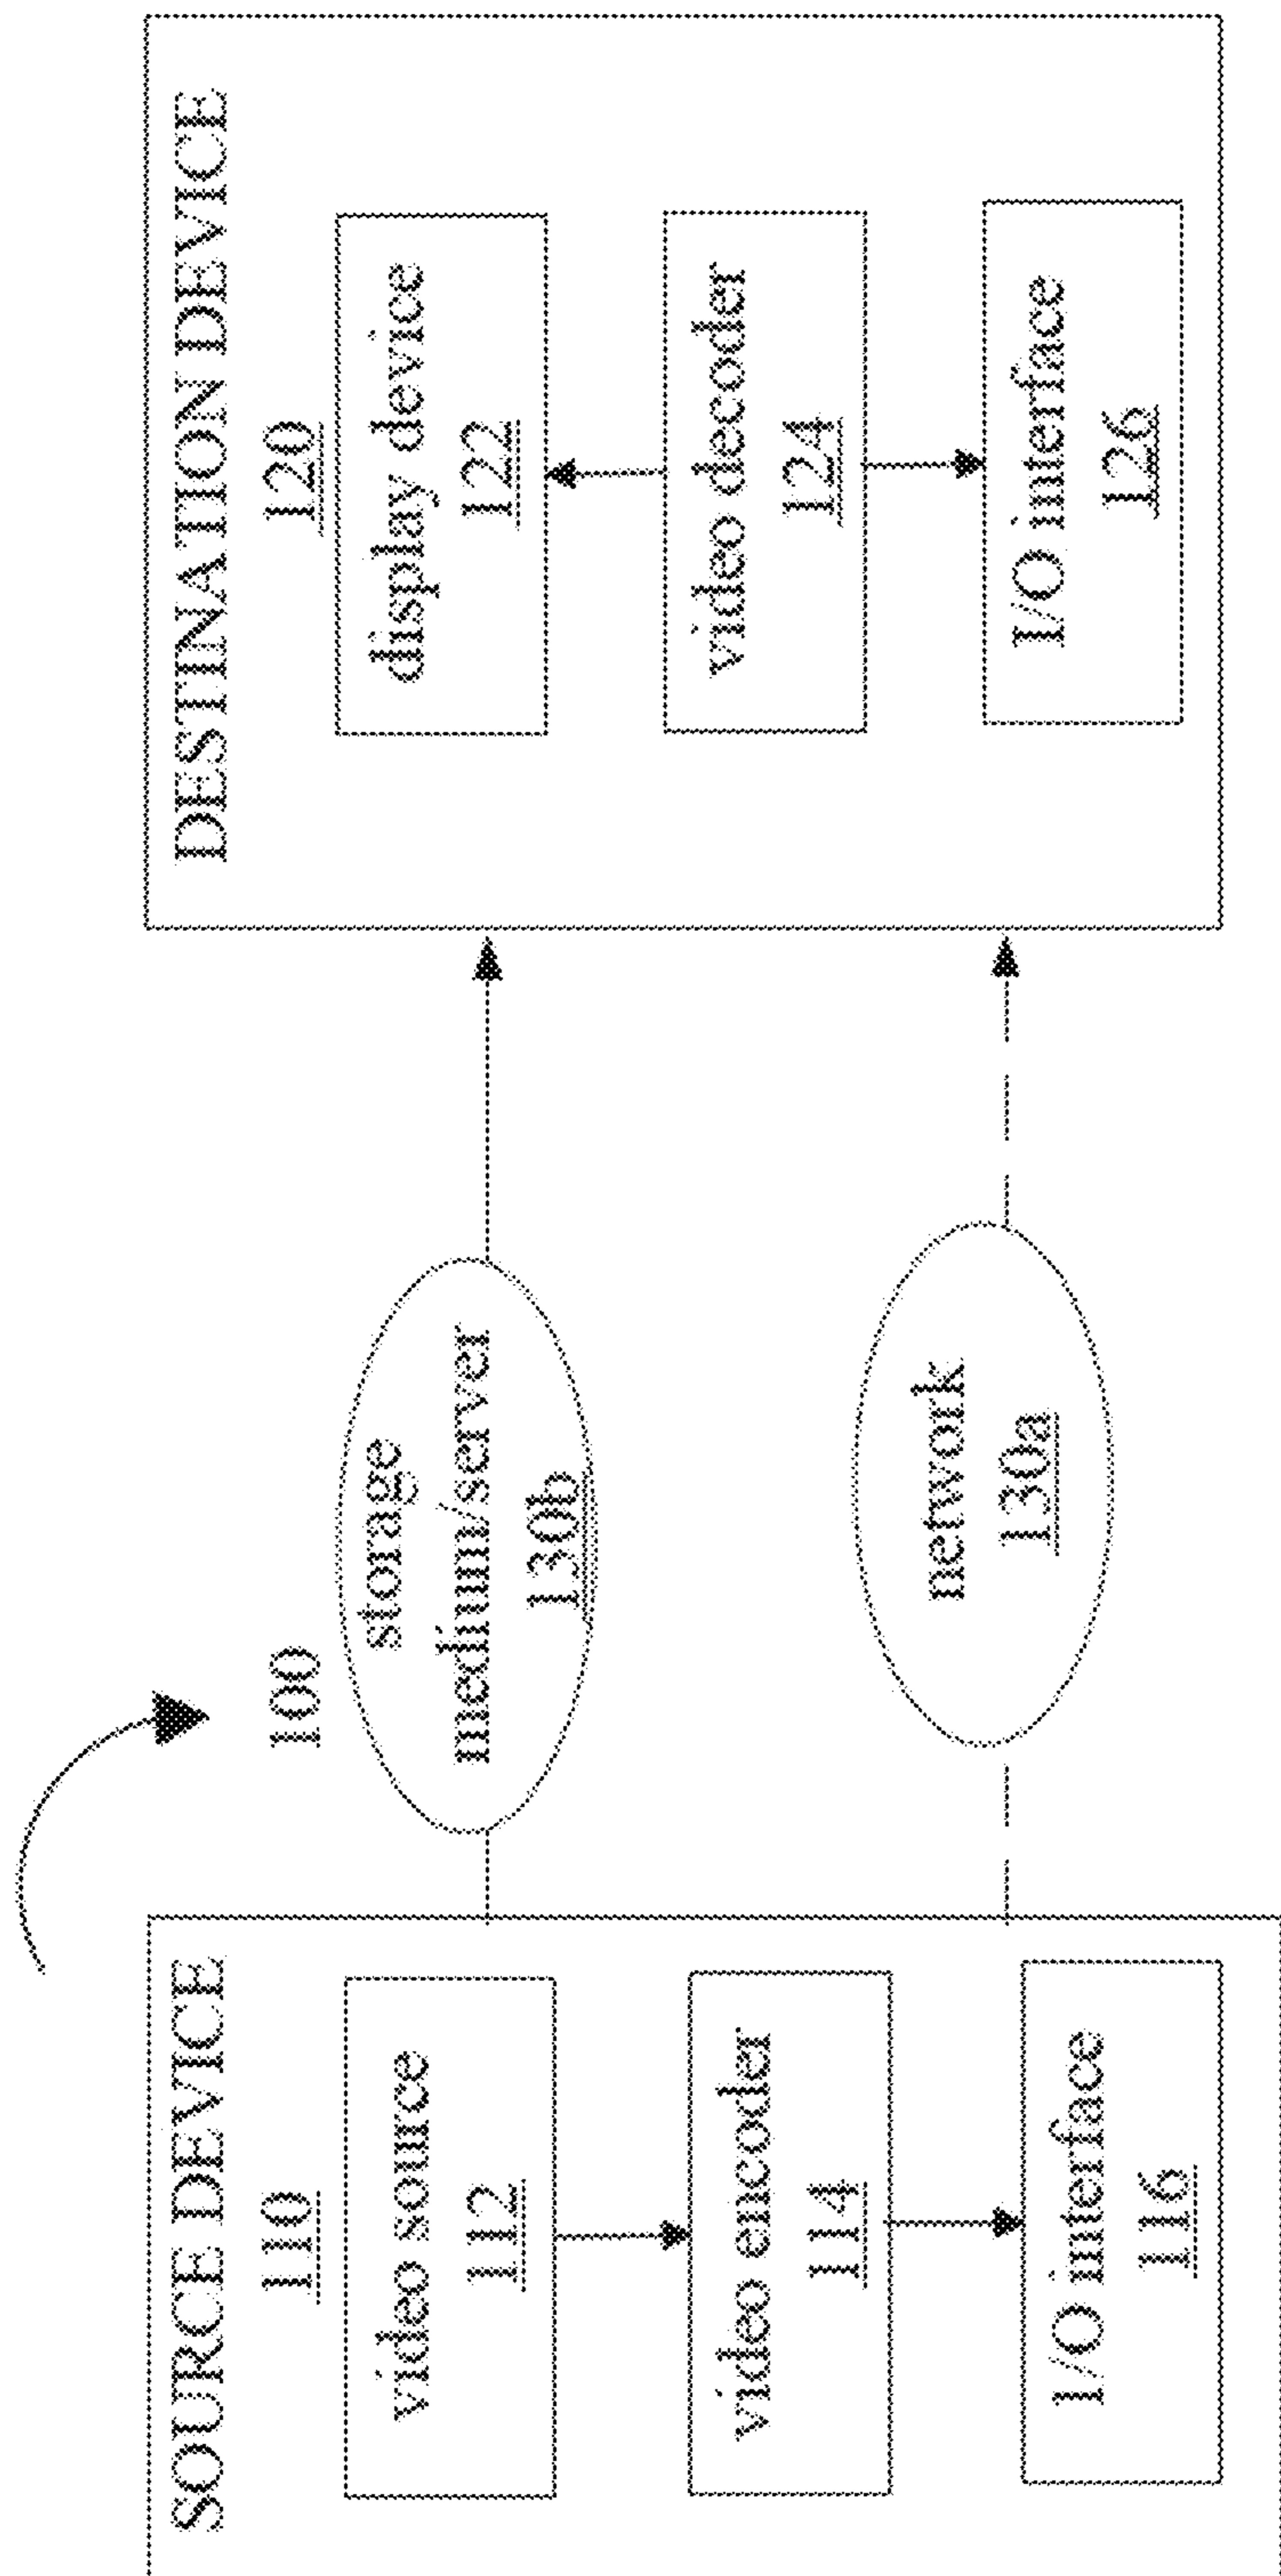 100
SOURCE DEVICE
110
video source
112
video encoder
114
I/O interface
116
storage
medium/server
130b
network
130a
DESTINATION DEVICE
120
display device
122
video decoder
124
I/O interface
126